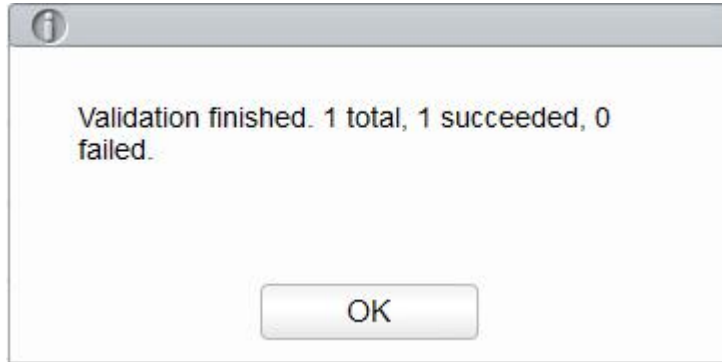 Validation finished. 1 total, 1 succeeded, 0
failed.
OK